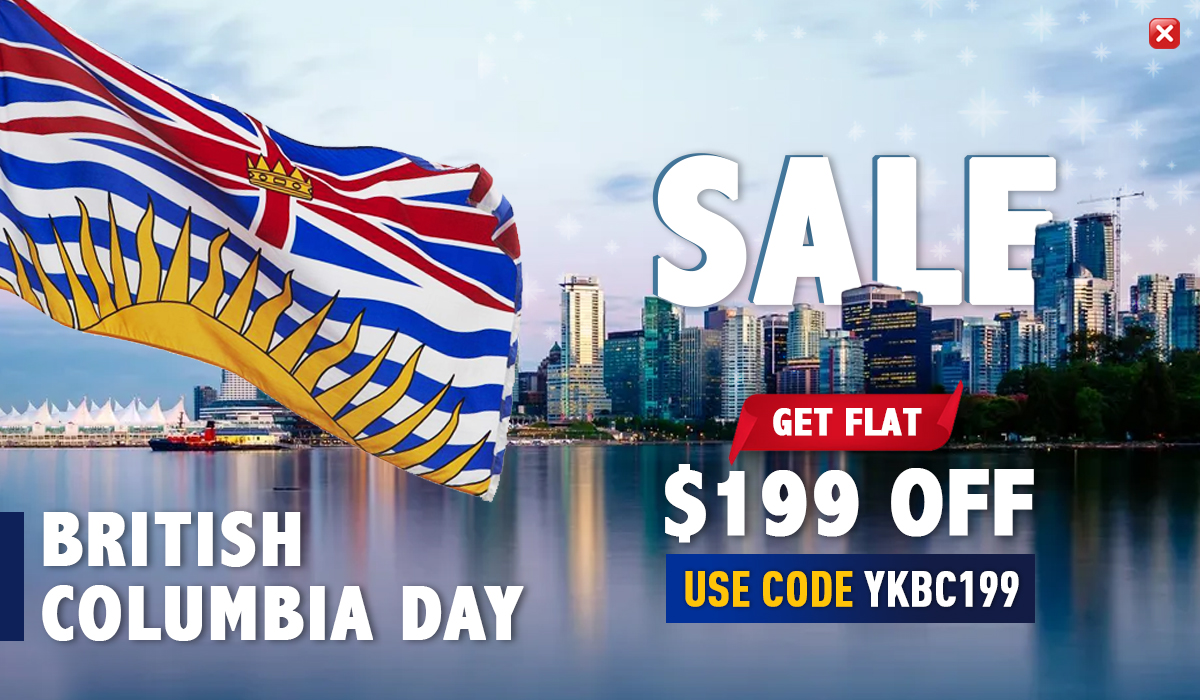 SALE
GET FLAT
$199 OFF
USE CODE YKBC199
BRITISH
COLUMBIA DAY